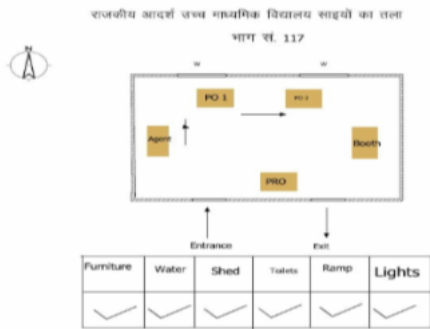 राजकीय आदर्श उच्च माध्यमिक विद्यालय साइयों का तला
भाग सं. 117
N
W W
PO 1 PO 2
Agent Booth
PRO
Entrance Exit
Furniture Water Shed Toilets Ramp Lights